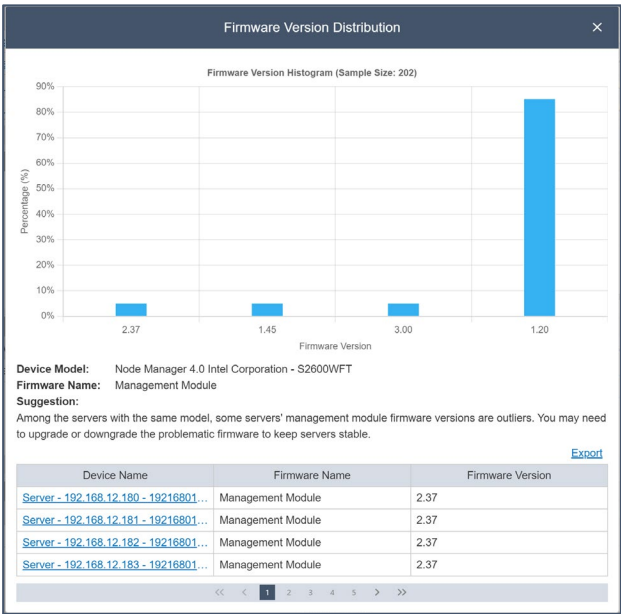 Firmware Version Distribution
×
Firmware Version Histogram (Sample Size: 202)
90%
80%
70%
60%
50%
40%
30%
20%
10%
0%
Percentage (%)
2.37 1.45 3.00 1.20
Firmware Version
Device Model: Node Manager 4.0 Intel Corporation - S2600WFT
Firmware Name: Management Module
Suggestion:
Among the servers with the same model, some servers' management module firmware versions are outliers. You may need
to upgrade or downgrade the problematic firmware to keep servers stable.
Export
Device Name Firmware Name Firmware Version
Server - 192.168.12.180 - 19216801... Management Module 2.37
Server - 192.168.12.181 - 19216801... Management Module 2.37
Server - 192.168.12.182 - 19216801... Management Module 2.37
Server - 192.168.12.183 - 19216801... Management Module 2.37
<< < 1 2 3 4 5 > >>